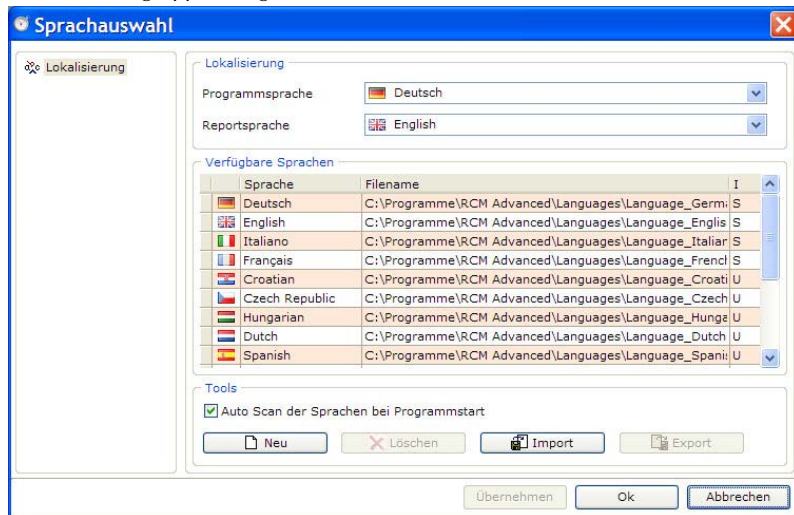 Sprachauswahl
Lokalisierung
Lokalisierung
Programmsprache Deutsch
Reportsprache English
Verfügbare Sprachen
Sprache Filename I
Deutsch C:\Programme\RCM Advanced\Languages\Language_Germ S
English C:\Programme\RCM Advanced\Languages\Language_Englis S
Italiano C:\Programme\RCM Advanced\Languages\Language_Italiar S
Français C:\Programme\RCM Advanced\Languages\Language_Frencl S
Croatian C:\Programme\RCM Advanced\Languages\Language_Croati U
Czech Republic C:\Programme\RCM Advanced\Languages\Language_Czech U
Hungarian C:\Programme\RCM Advanced\Languages\Language_Hunga U
Dutch C:\Programme\RCM Advanced\Languages\Language_Dutch U
Spanish C:\Programme\RCM Advanced\Languages\Language_Spani U
Tools
Auto Scan der Sprachen bei Programmstart
Neu Löschen Import Export
Übernehmen Ok Abbrechen